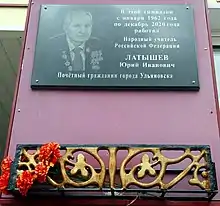 В этой гимназии
с января 1962 года
по декабрь 2020 года
работал
Народный учитель
Российской Федерации
ЛАТЫШЕВ
Юрий Иванович
Почётный гражданин города Ульяновска